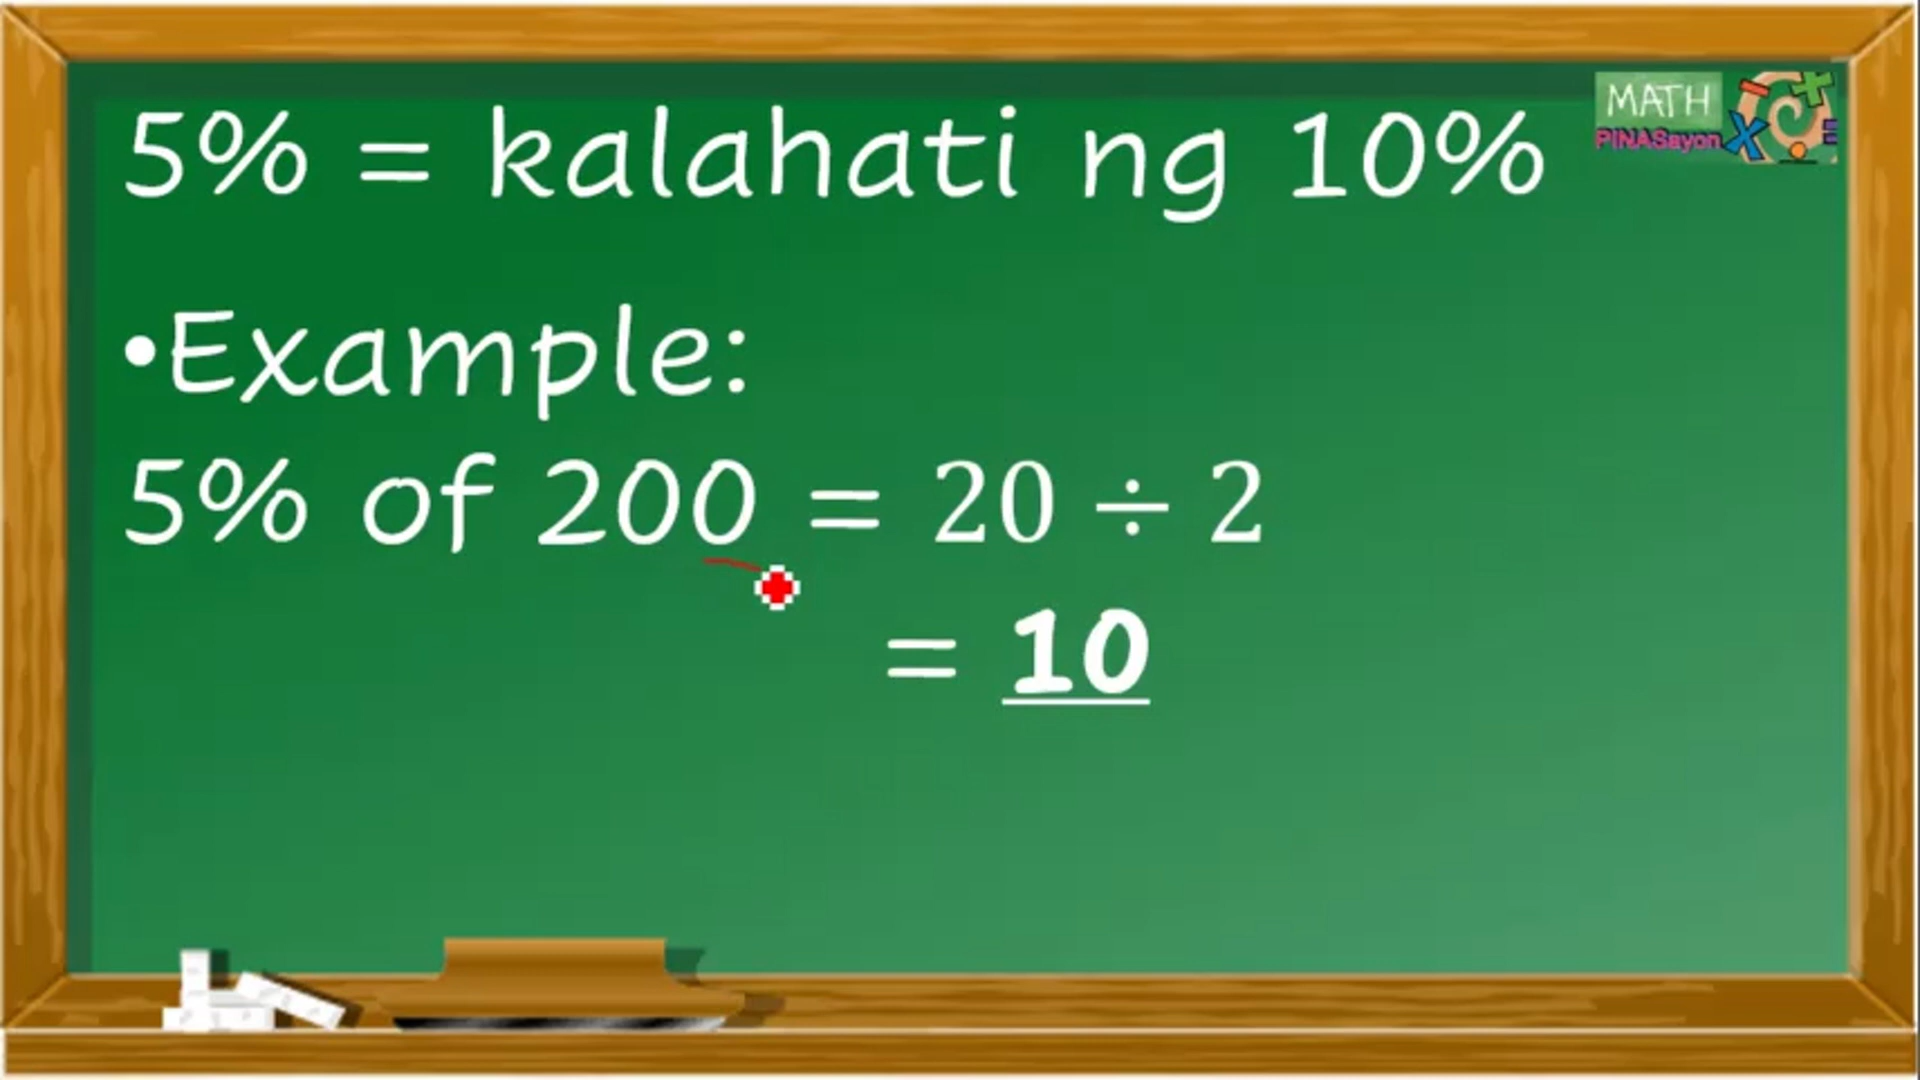 5% = kalahati ng 10%
MATH
PINASayon
•Example:
5% of 200 = 20 ÷ 2
= 10